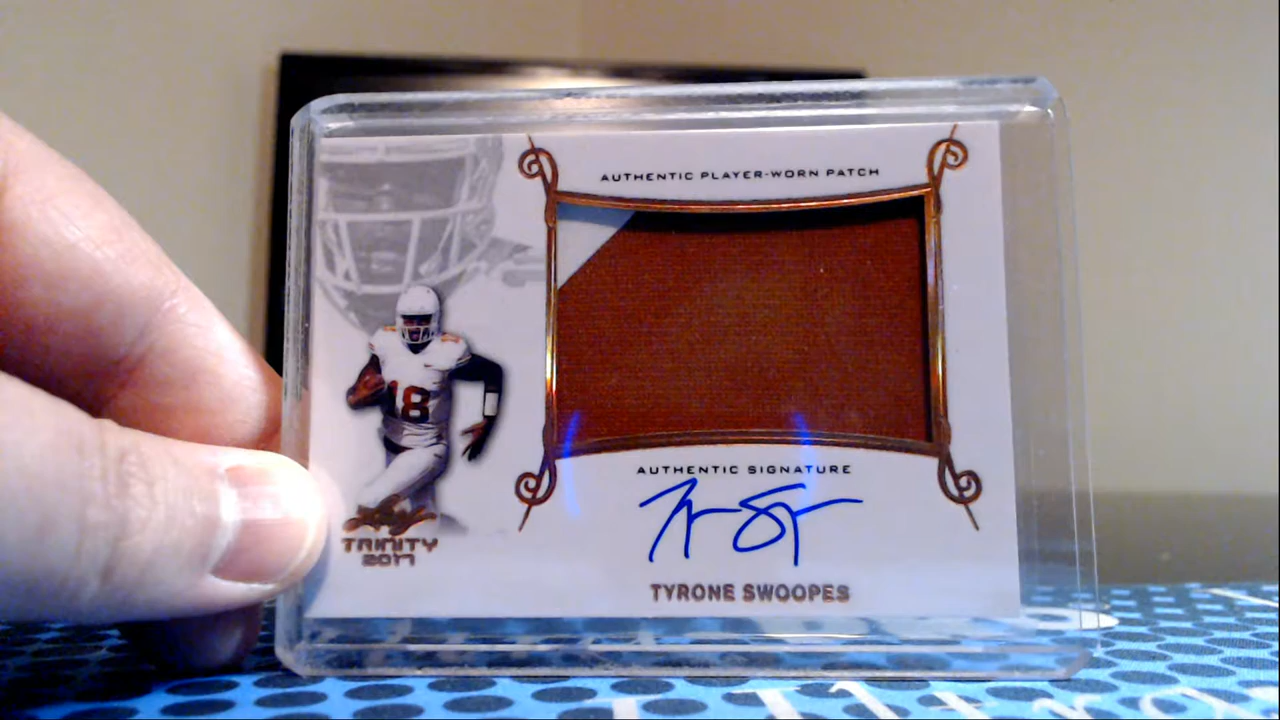 AUTHENTIC PLAYER-WORN PATCH
18
AUTHENTIC SIGNATURE
Leaf
TRINITY
2017
TYRONE SWOOPES